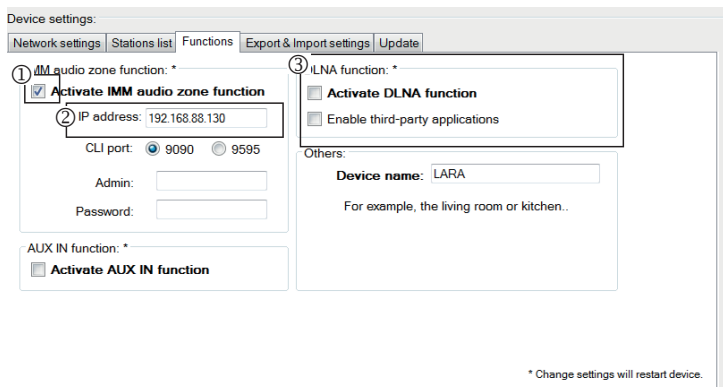 Device settings:
Network settings Stations list Functions Export & Import settings Update
① IMM audio zone function: *
Activate IMM audio zone function
② IP address: 192.168.88.130
CLI port: 9090 9595
Admin:
Password:
AUX IN function: *
Activate AUX IN function
③ DLNA function: *
Activate DLNA function
Enable third-party applications
Others:
Device name: LARA
For example, the living room or kitchen..
* Change settings will restart device.